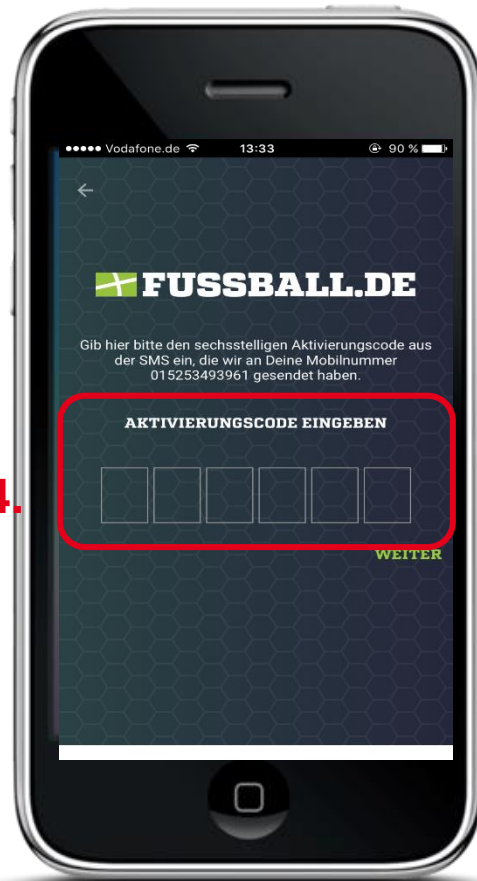 Vodafone.de 13:33 90 %
FUSSBALL.DE
Gib hier bitte den sechsstelligen Aktivierungscode aus
der SMS ein, die wir an Deine Mobilnummer
015253493961 gesendet haben.
AKTIVIERUNGSCODE EINGEBEN
4.
WEITER